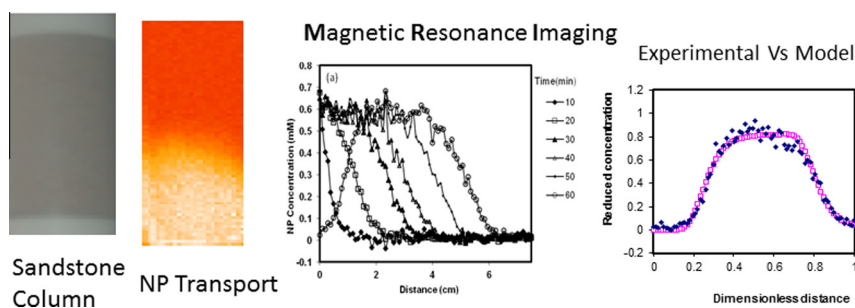 Magnetic Resonance Imaging
Experimental Vs Model
(a)
Time(min)
10
20
30
40
50
60
NP Concentration (mM)
0.8
0.7
0.6
0.5
0.4
0.3
0.2
0.1
0
-0.1
0 2 4 6
Distance (cm)
Reduced concentration
1.2
1
0.8
0.6
0.4
0.2
0
-0.2
0 0.2 0.4 0.6 0.8 1
Dimensionless distance
Sandstone
Column
NP Transport